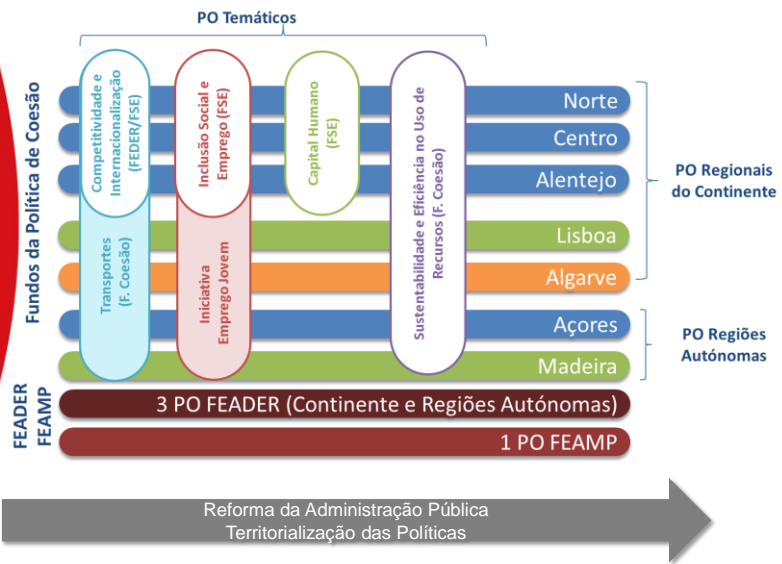 PO Temáticos
Fundos da Política de Coesão
Competitividade e
Internacionalização
(FEDER/FSE)
Transportes
(F. Coesão)
Inclusão Social e
Emprego (FSE)
Iniciativa
Emprego Jovem
Capital Humano
(FSE)
Sustentabilidade e Eficiência no Uso de
Recursos (F. Coesão)
Norte
Centro
Alentejo
Lisboa
Algarve
Açores
Madeira
PO Regionais
do Continente
PO Regiões
Autónomas
FEADER
FEAMP
3 PO FEADER (Continente e Regiões Autónomas)
1 PO FEAMP
Reforma da Administração Pública
Territorialização das Políticas